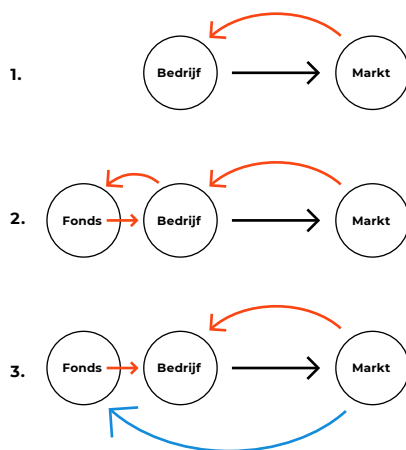 1. Bedrijf Markt
2. Fonds Bedrijf Markt
3. Fonds Bedrijf Markt